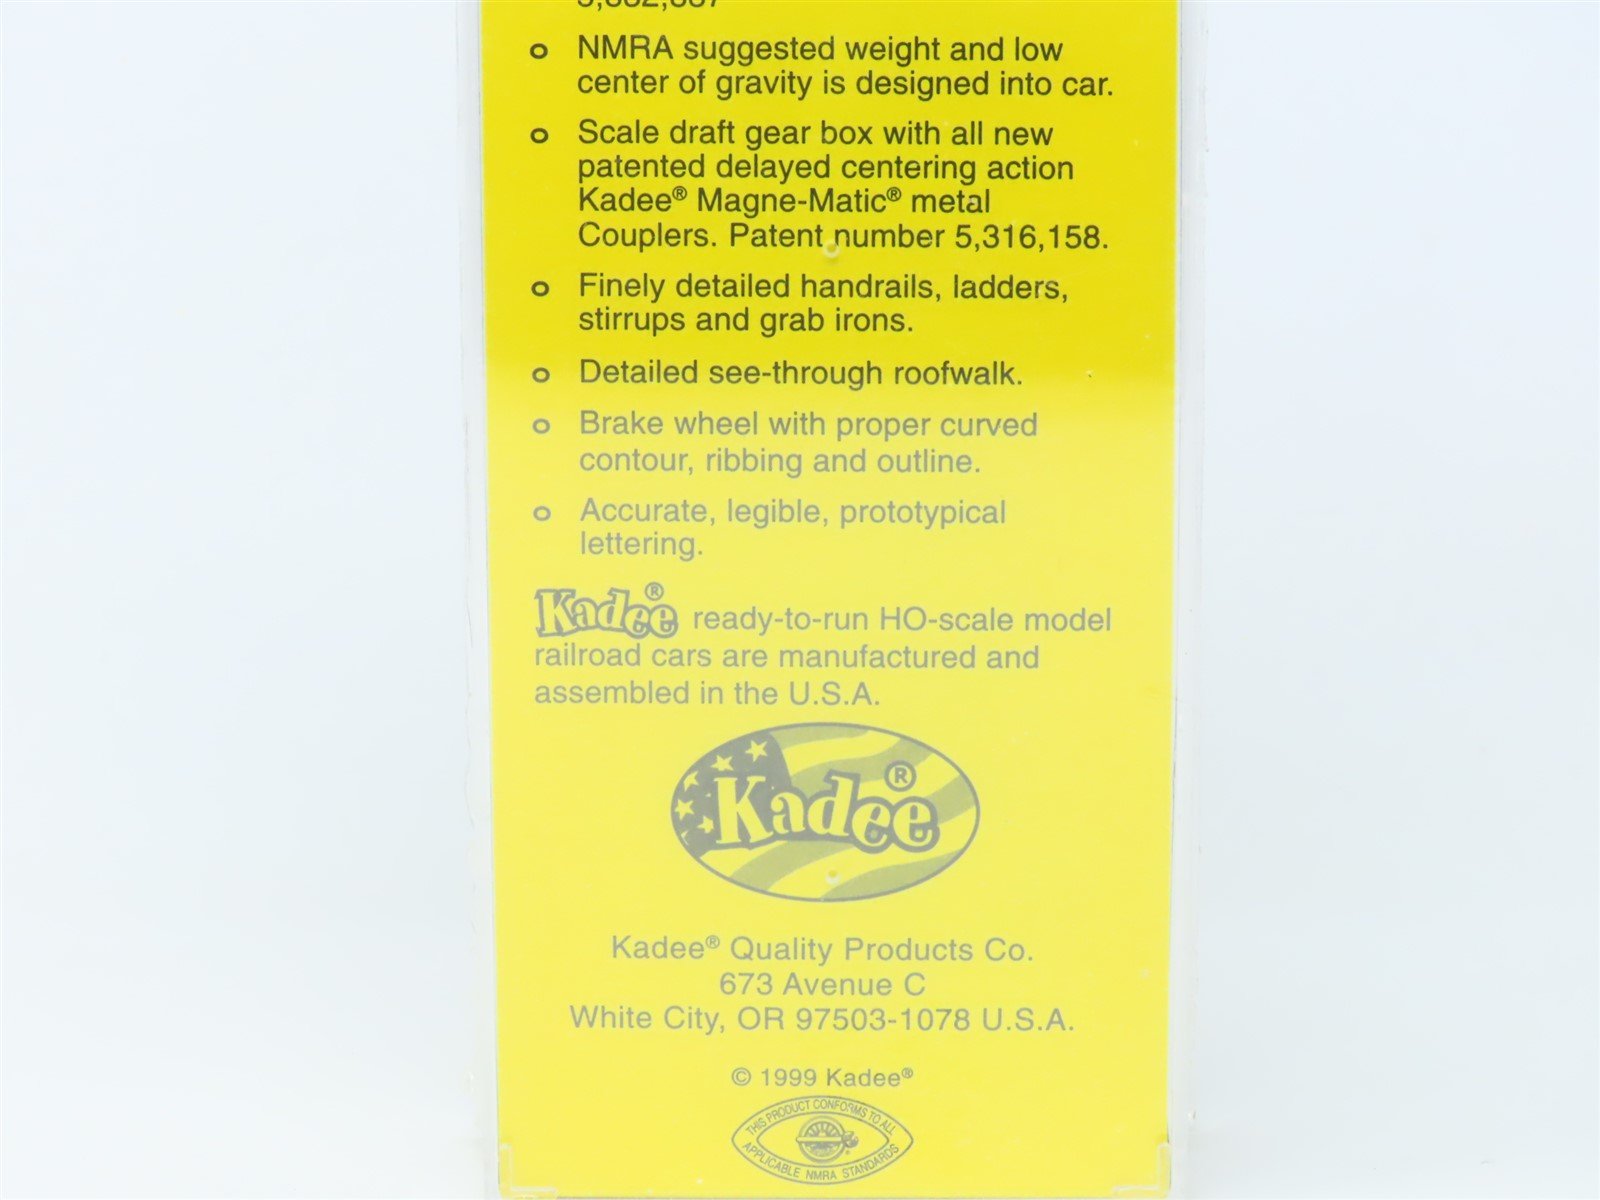 o NMRA suggested weight and low
center of gravity is designed into car.
o Scale draft gear box with all new
patented delayed centering action
Kadee® Magne-Matic® metal
Couplers. Patent number 5,316,158.
o Finely detailed handrails, ladders,
stirrups and grab irons.
o Detailed see-through roofwalk.
o Brake wheel with proper curved
contour, ribbing and outline.
o Accurate, legible, prototypical
lettering.
Kadee® ready-to-run HO-scale model
railroad cars are manufactured and
assembled in the U.S.A.
Kadee®
Kadee® Quality Products Co.
673 Avenue C
White City, OR 97503-1078 U.S.A.
© 1999 Kadee®
THIS PRODUCT CONFORMS TO ALL
APPLICABLE NMRA STANDARDS